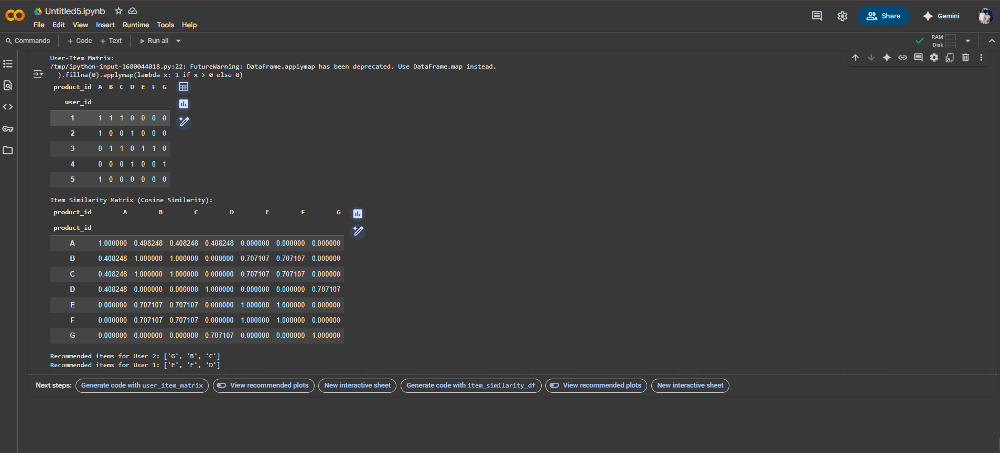 Untitled5.ipynb
File Edit View Insert Runtime Tools Help
Share
Gemini
Commands + Code + Text Run all
RAM
Disk
User-Item Matrix:
/tmp/ipython-input-1680044018.py:22: FutureWarning: DataFrame.applymap has been deprecated. Use DataFrame.map instead.
).fillna(0).applymap(lambda x: 1 if x > 0 else 0)
product_id A B C D E F G
user_id
1 1 1 1 0 0 0 0
2 1 0 0 1 0 0 0
3 0 1 1 0 1 1 0
4 0 0 0 1 0 0 1
5 1 0 0 0 0 0 0
Item Similarity Matrix (Cosine Similarity):
product_id A B C D E F G
product_id
A 1.000000 0.408248 0.408248 0.408248 0.000000 0.000000 0.000000
B 0.408248 1.000000 1.000000 0.000000 0.707107 0.707107 0.000000
C 0.408248 1.000000 1.000000 0.000000 0.707107 0.707107 0.000000
D 0.408248 0.000000 0.000000 1.000000 0.000000 0.000000 0.707107
E 0.000000 0.707107 0.707107 0.000000 1.000000 1.000000 0.000000
F 0.000000 0.707107 0.707107 0.000000 1.000000 1.000000 0.000000
G 0.000000 0.000000 0.000000 0.707107 0.000000 0.000000 1.000000
Recommended items for User 2: ['G', 'B', 'C']
Recommended items for User 1: ['E', 'F', 'D']
Next steps: Generate code with user_item_matrix View recommended plots New interactive sheet Generate code with item_similarity_df View recommended plots New interactive sheet